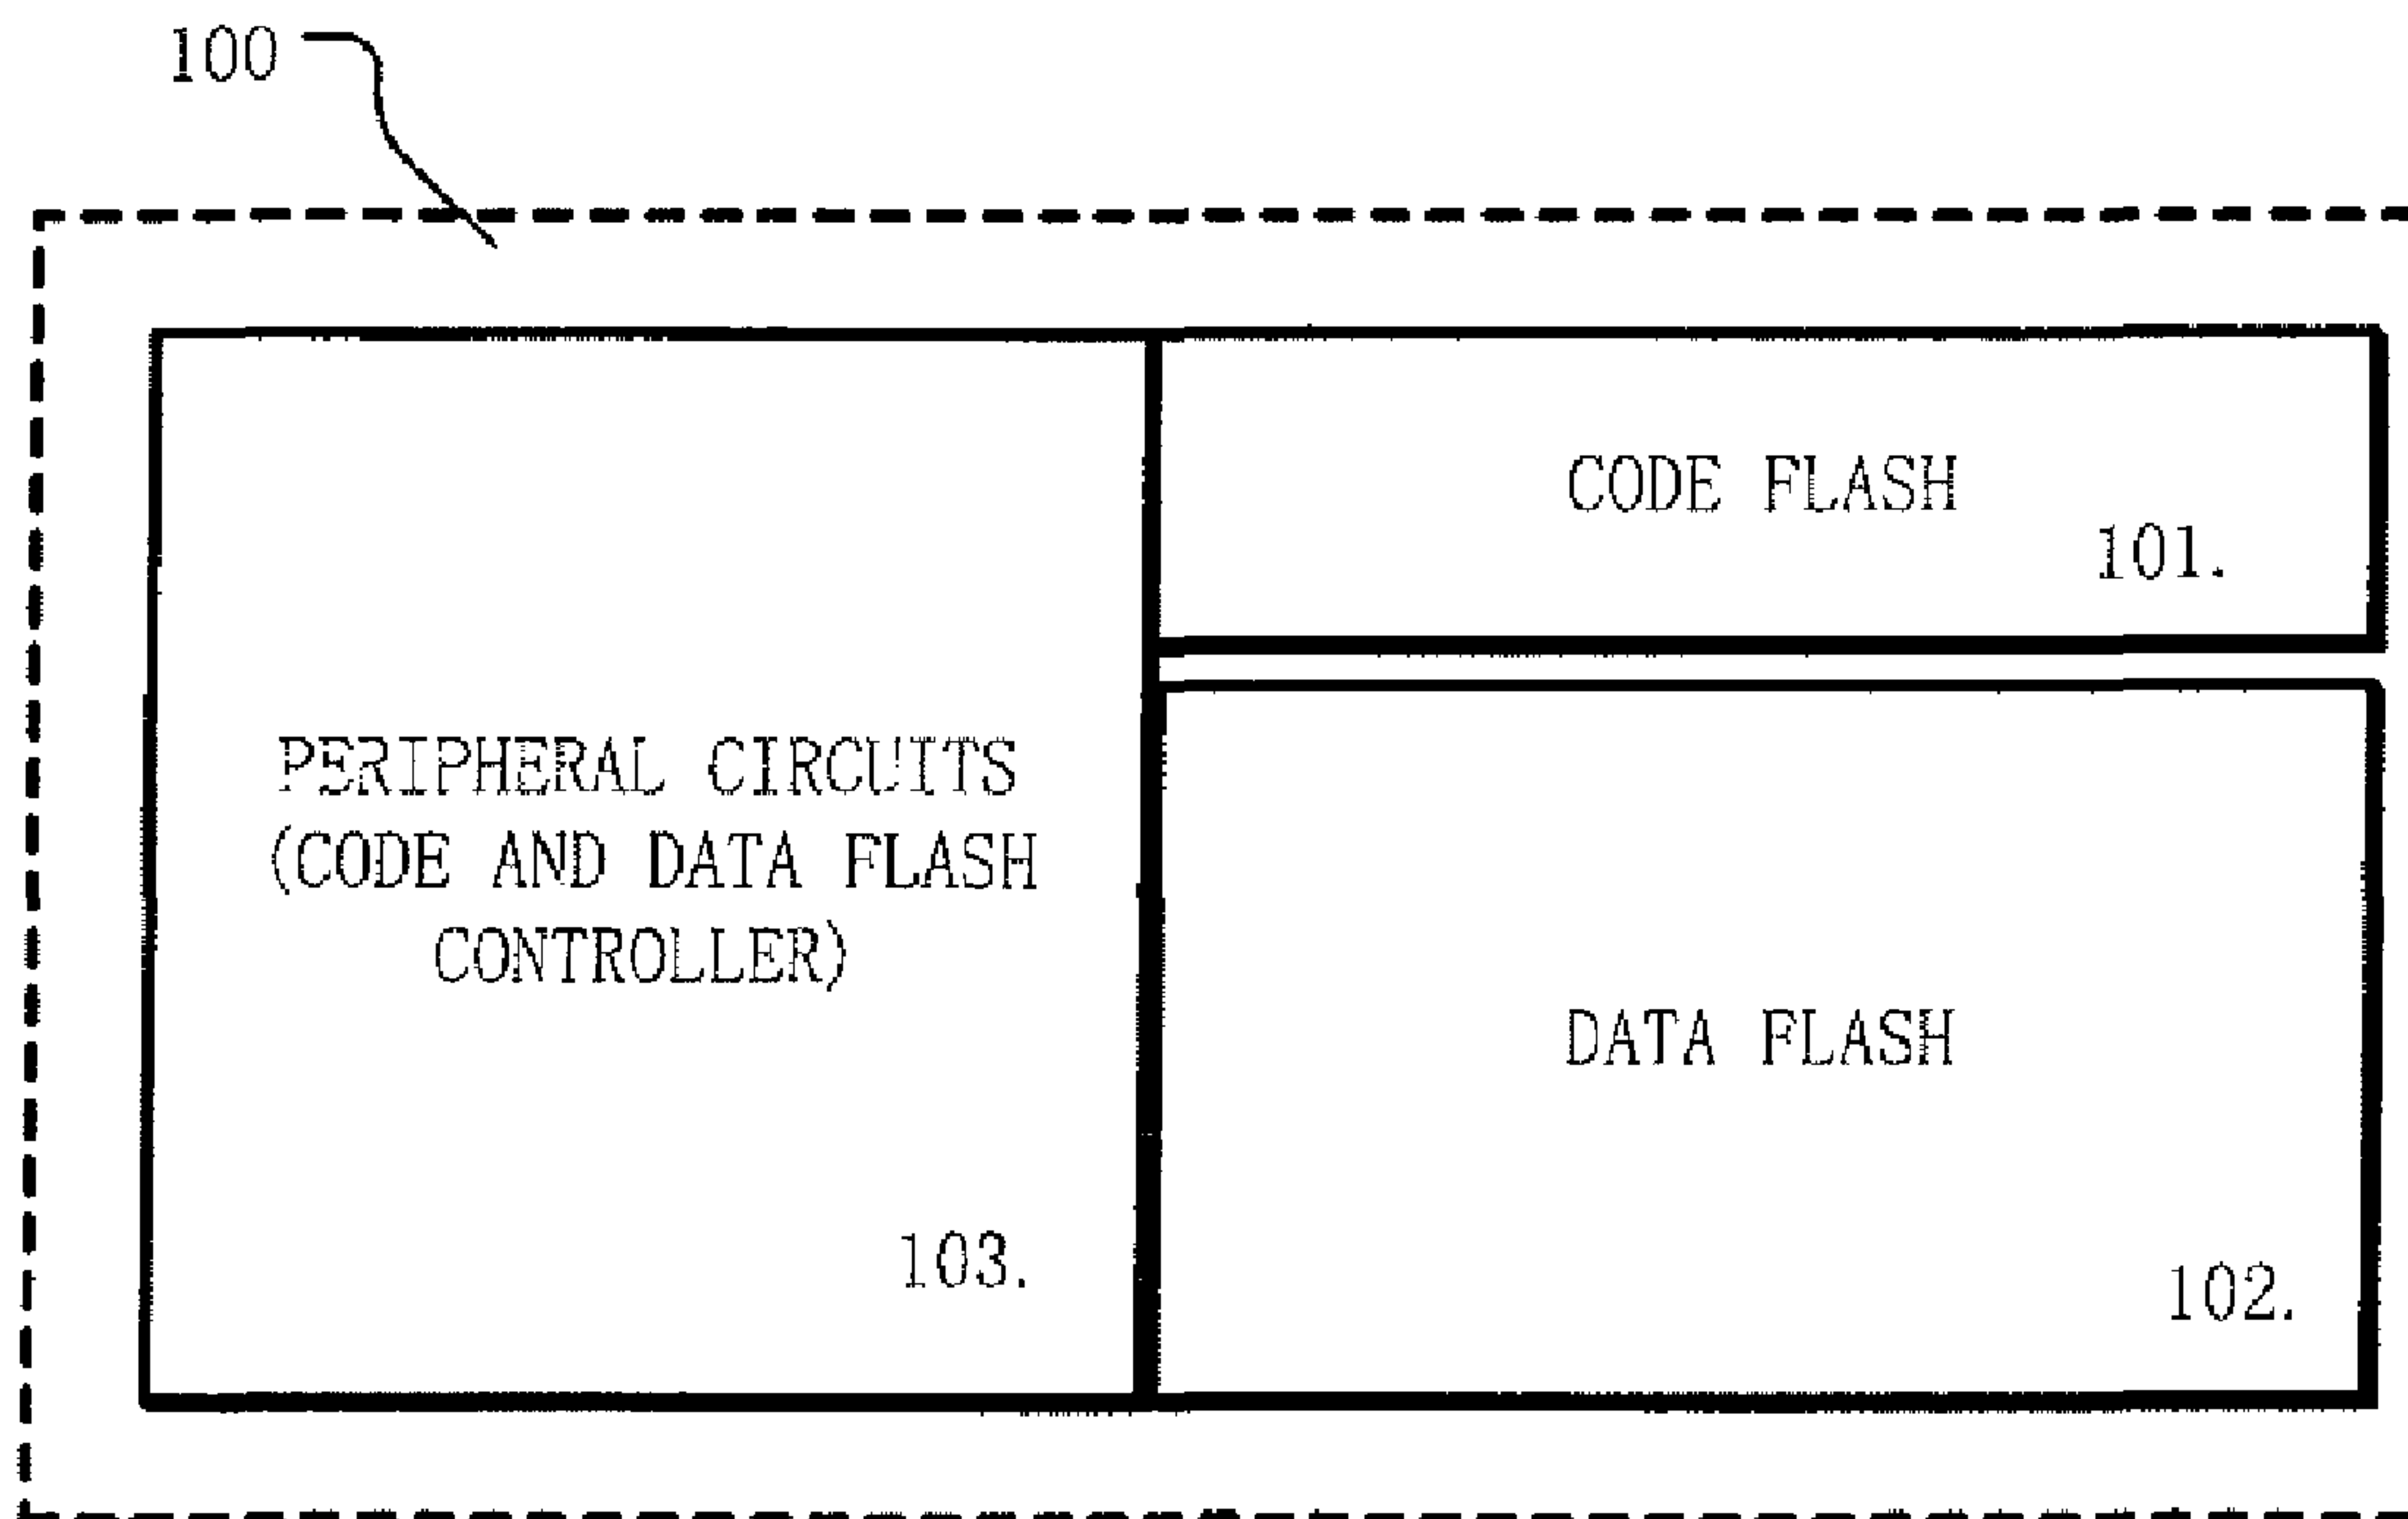 100
CODE FLASH
101.
PERIPHERAL CIRCUITS
(CODE AND DATA FLASH
CONTROLLER)
103.
DATA FLASH
102.